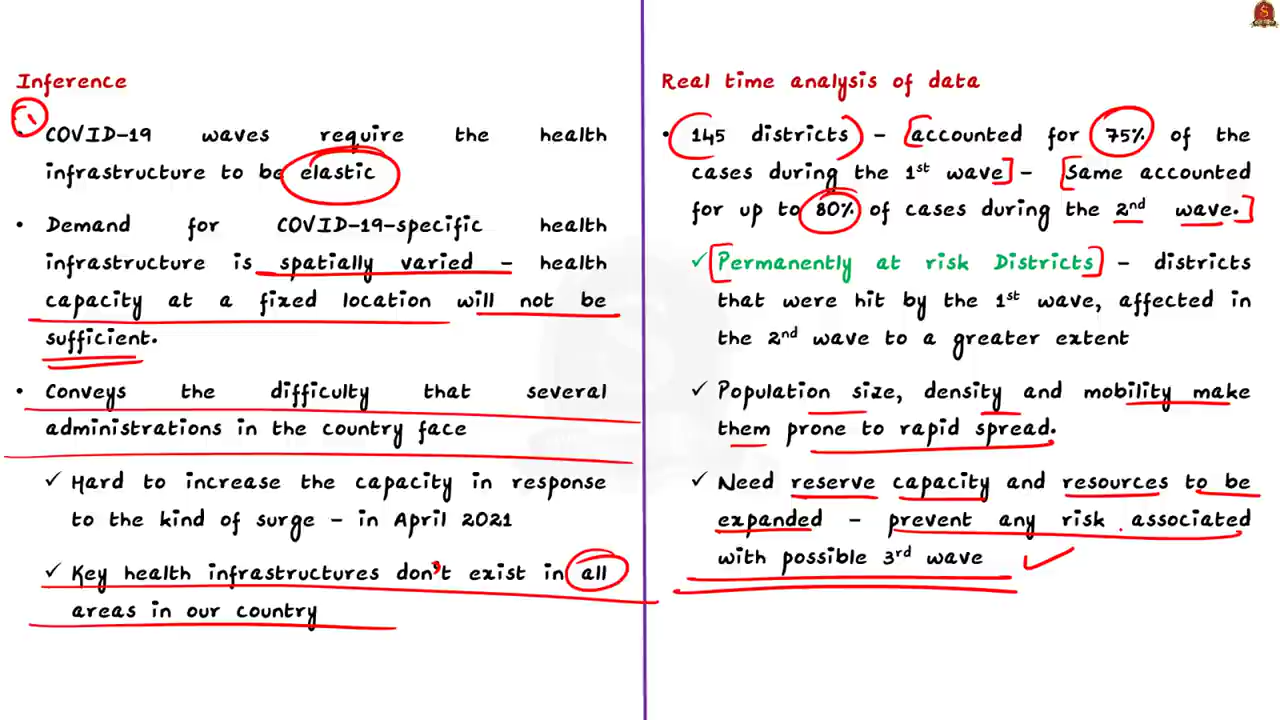 Inference
• COVID-19 waves require the health
infrastructure to be elastic
• Demand for COVID-19-specific health
infrastructure is spatially varied - health
capacity at a fixed location will not be
sufficient.
• Conveys the difficulty that several
administrations in the country face
✓ Hard to increase the capacity in response
to the kind of surge - in April 2021
✓ Key health infrastructures don't exist in all
areas in our country
Real time analysis of data
• 145 districts - accounted for 75% of the
cases during the 1st wave - Same accounted
for up to 80% of cases during the 2nd wave.
✓ Permanently at risk Districts - districts
that were hit by the 1st wave, affected in
the 2nd wave to a greater extent
✓ Population size, density and mobility make
them prone to rapid spread.
✓ Need reserve capacity and resources to be
expanded - prevent any risk associated
with possible 3rd wave